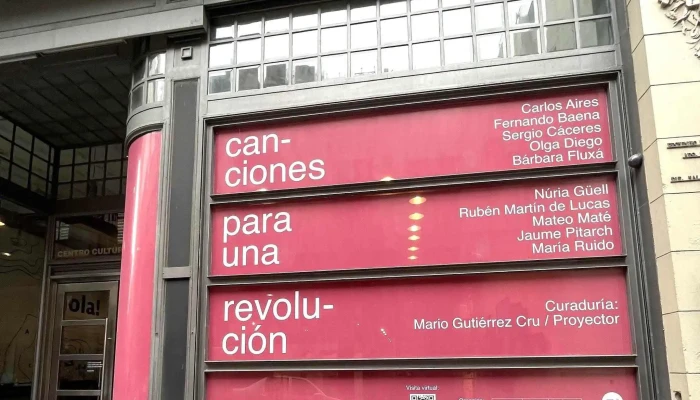 can-
ciones
Carlos Aires
Fernando Baena
Sergio Cáceres
Olga Diego
Bárbara Fluxá
para
una
Núria Güell
Rubén Martín de Lucas
Mateo Maté
Jaume Pitarch
María Ruido
revolu-
ción
Curaduría:
Mario Gutiérrez Cru / Proyector
Visita virtual:
CENTRO CULTU
ola!